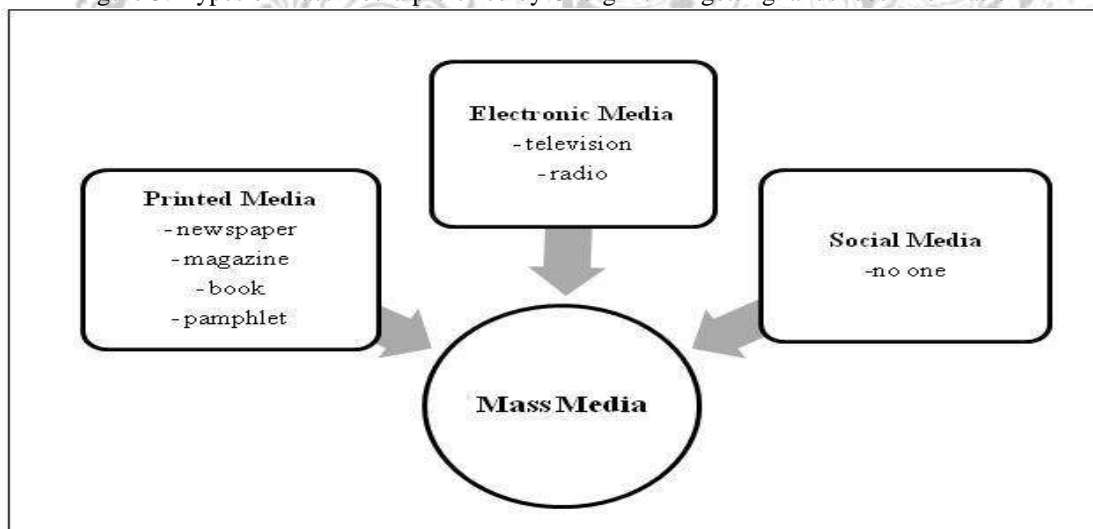 Electronic Media
- television
- radio
Printed Media
- newspaper
- magazine
- book
- pamphlet
Social Media
-no one
Mass Media